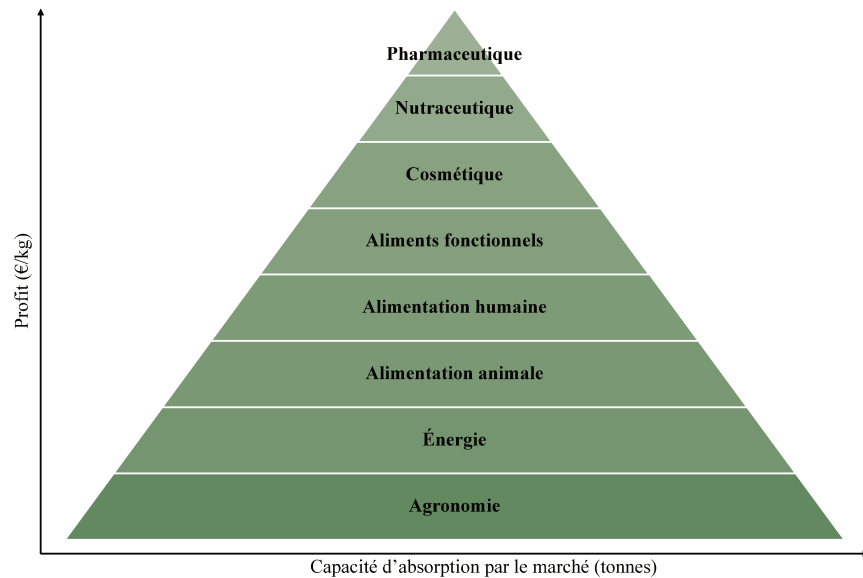 Pharmaceutique
Nutraceutique
Cosmétique
Aliments fonctionnels
Alimentation humaine
Alimentation animale
Énergie
Agronomie
Profit (€/kg)
Capacité d’absorption par le marché (tonnes)